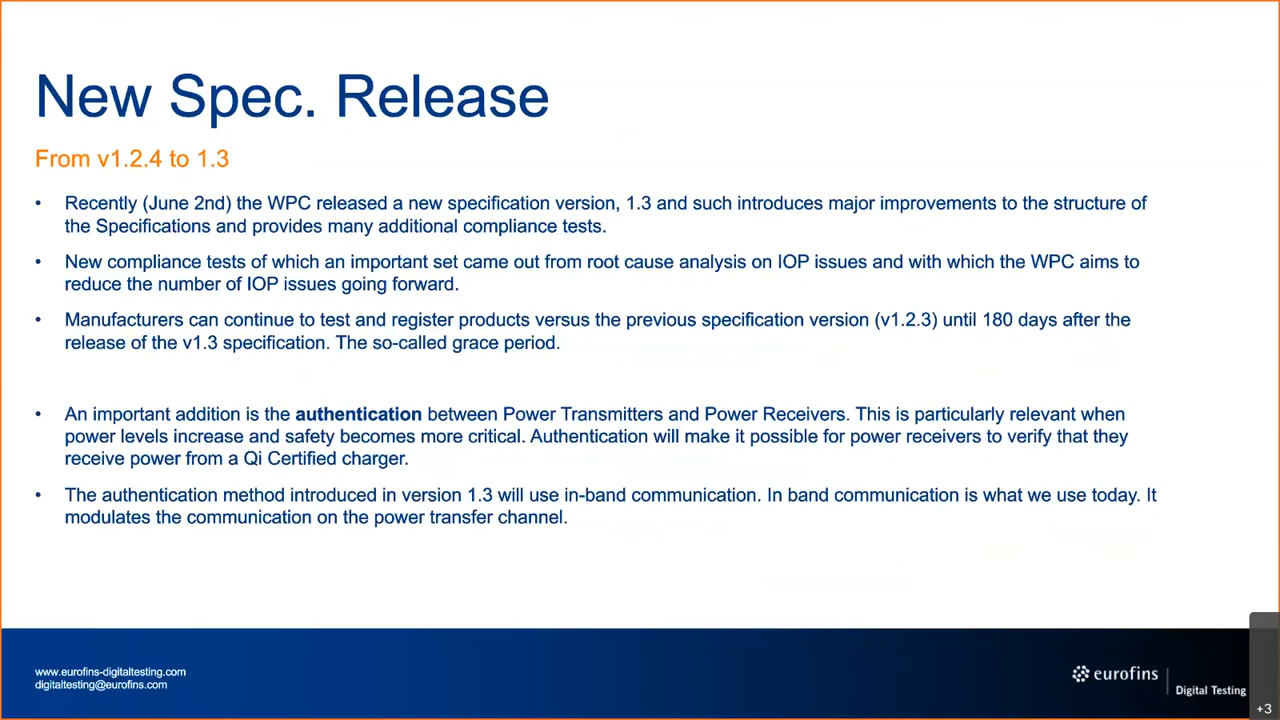 New Spec. Release
From v1.2.4 to 1.3
• Recently (June 2nd) the WPC released a new specification version, 1.3 and such introduces major improvements to the structure of
the Specifications and provides many additional compliance tests.
• New compliance tests of which an important set came out from root cause analysis on IOP issues and with which the WPC aims to
reduce the number of IOP issues going forward.
• Manufacturers can continue to test and register products versus the previous specification version (v1.2.3) until 180 days after the
release of the v1.3 specification. The so-called grace period.
• An important addition is the authentication between Power Transmitters and Power Receivers. This is particularly relevant when
power levels increase and safety becomes more critical. Authentication will make it possible for power receivers to verify that they
receive power from a Qi Certified charger.
• The authentication method introduced in version 1.3 will use in-band communication. In band communication is what we use today. It
modulates the communication on the power transfer channel.
www.eurofins-digitaltesting.com
digitaltesting@eurofins.com
eurofins
Digital Testing
+3